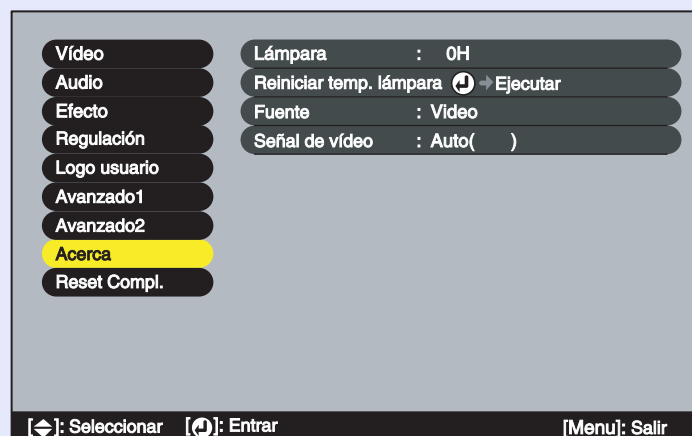 Vídeo
Audio
Efecto
Regulación
Logo usuario
Avanzado1
Avanzado2
Acerca
Reset Compl.
Lámpara : 0H
Reiniciar temp. lámpara Ejecutar
Fuente : Video
Señal de vídeo : Auto( )
[ ]: Seleccionar [ ]: Entrar [Menu]: Salir